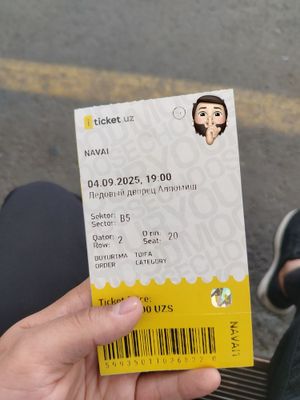 iticket.uz
NAVAI
04.09.2025, 19:00
Ледовый дворец Алпомиш
Sektor:
Sector: B5
Qator: O'rin:
Row: 2 Seat: 20
BUYURTMA TOIFA
ORDER CATEGORY
Ticket
00 UZS
NAVAI